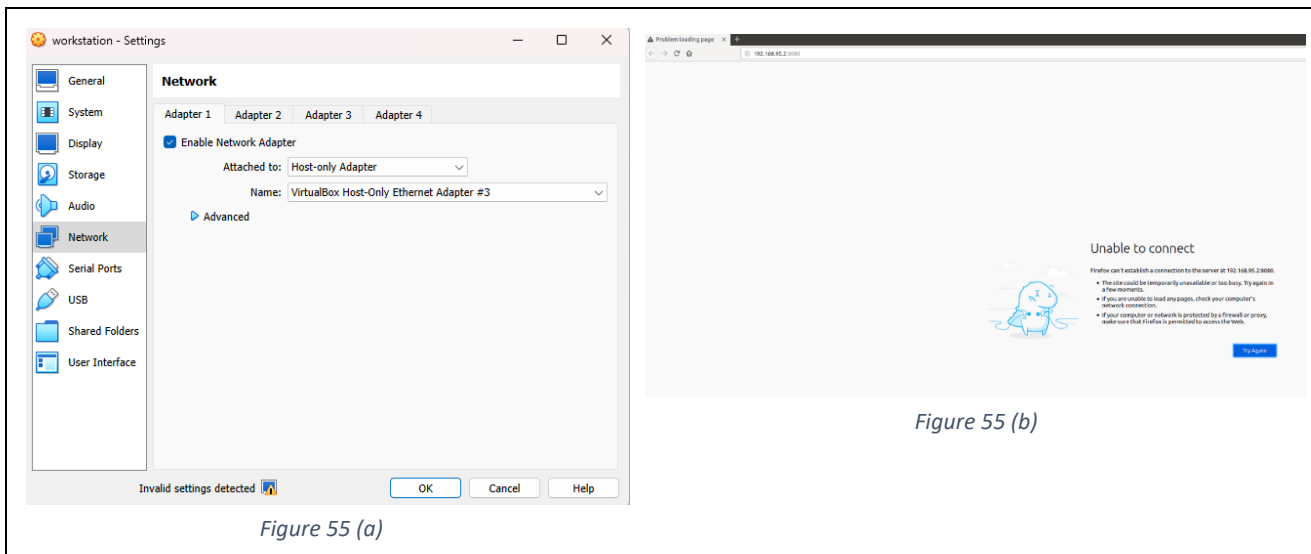 workstation - Settings
General
System
Display
Storage
Audio
Network
Serial Ports
USB
Shared Folders
User Interface
Network
Adapter 1 Adapter 2 Adapter 3 Adapter 4
Enable Network Adapter
Attached to: Host-only Adapter
Name: VirtualBox Host-Only Ethernet Adapter #3
Advanced
Invalid settings detected
OK Cancel Help
Figure 55 (a)
Problem loading page
192.168.95.2:8080
Unable to connect
Firefox can't establish a connection to the server at 192.168.95.2:8080.
The site could be temporarily unavailable or too busy. Try again in
a few moments.
If you are unable to load any pages, check your computer's
network connection.
If your computer or network is protected by a firewall or proxy,
make sure that Firefox is permitted to access the Web.
Try Again
Figure 55 (b)